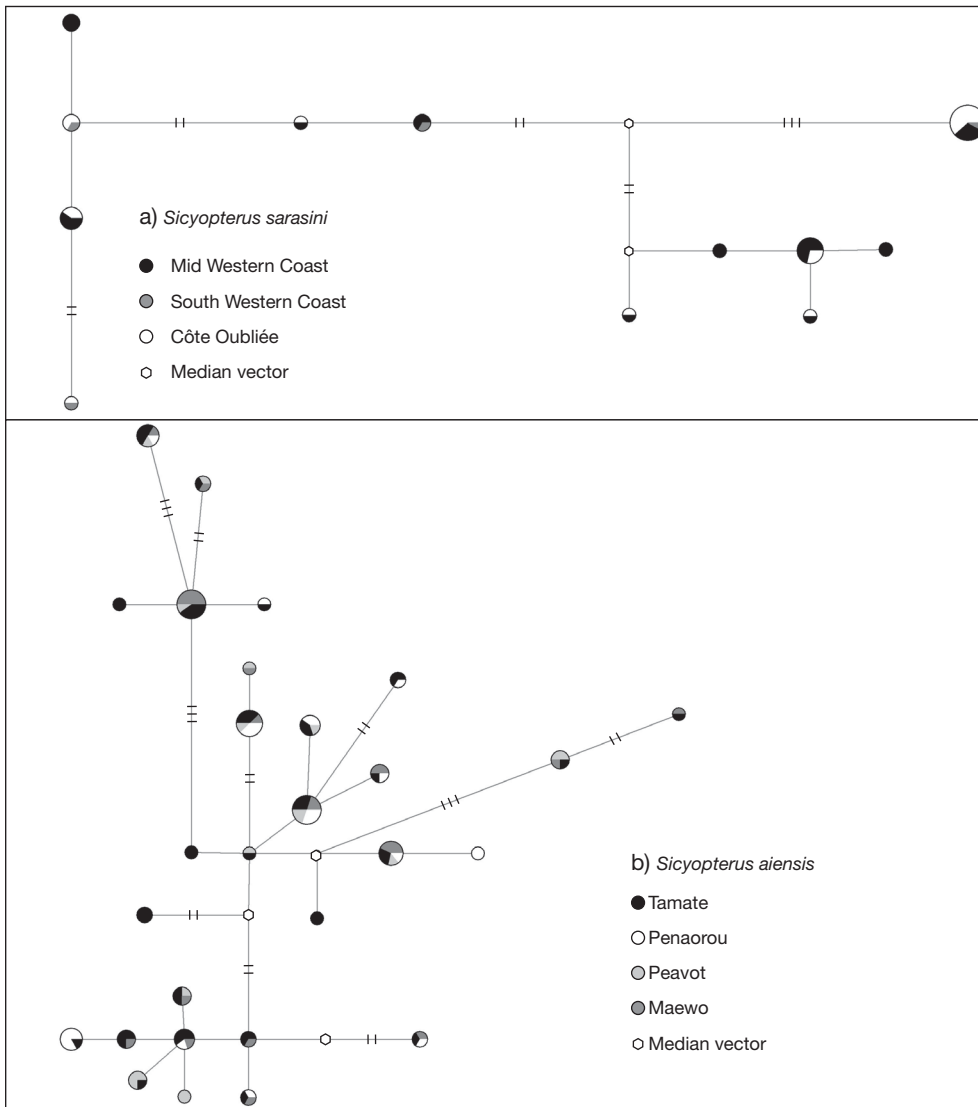 a) Sicyopterus sarasini
Mid Western Coast
South Western Coast
Côte Oubliée
Median vector
b) Sicyopterus aiensis
Tamate
Penaorou
Peavot
Maewo
Median vector